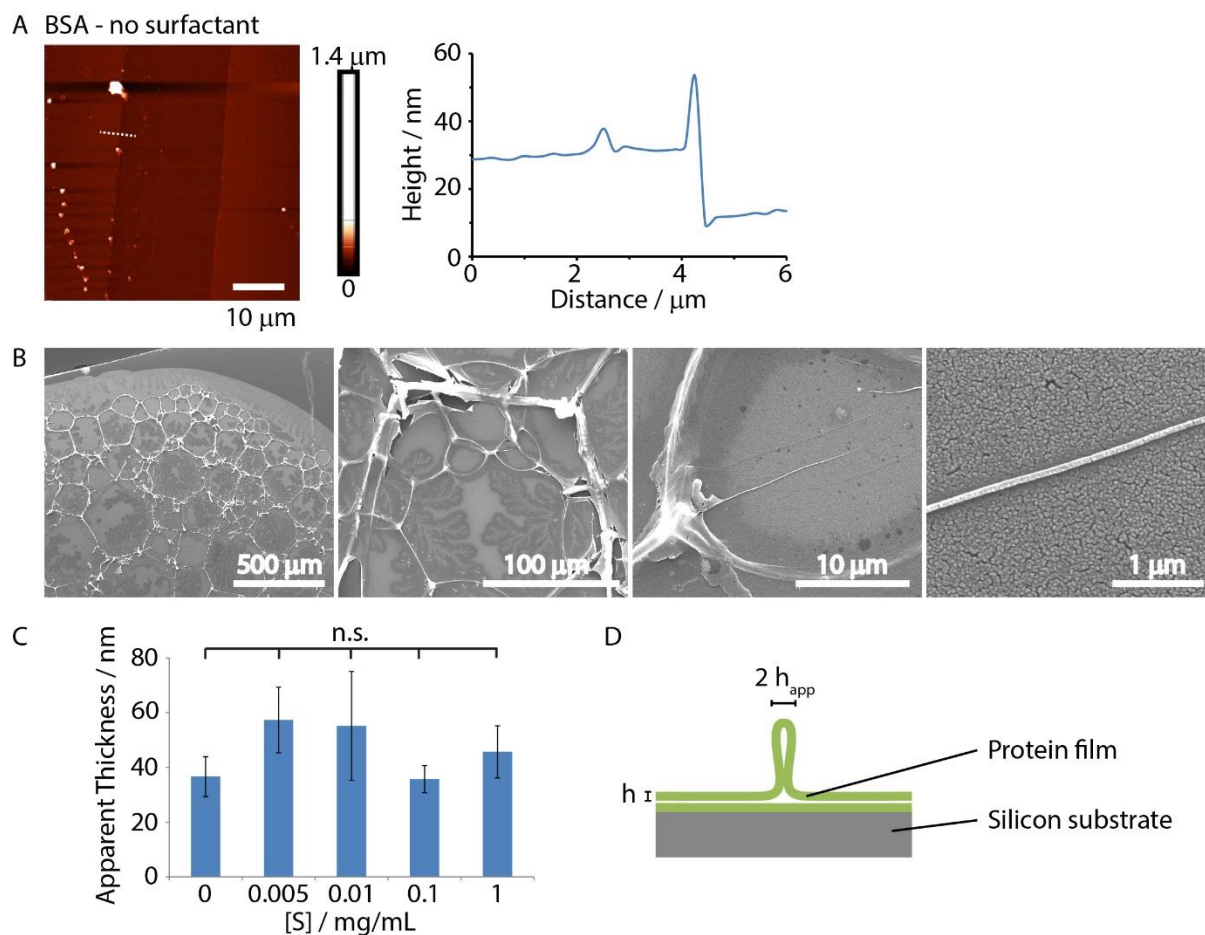 A BSA - no surfactant
1.4 μm
0
10 μm
Height / nm
60
40
20
0
0 2 4 6
Distance / μm
B
500 μm
100 μm
10 μm
1 μm
C
n.s.
Apparent Thickness / nm
80
60
40
20
0
0 0.005 0.01 0.1 1
[S] / mg/mL
D
2 happ
h
Protein film
Silicon substrate